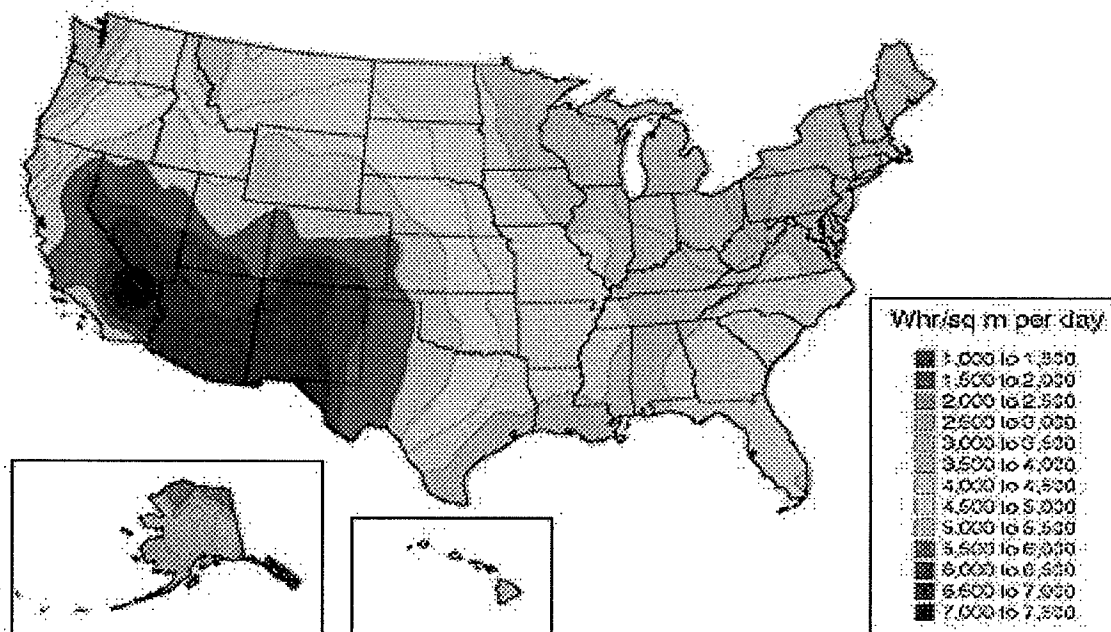 Whr/sq m per day
1,000 to 1,500
1,500 to 2,000
2,000 to 2,500
2,500 to 3,000
3,000 to 3,500
3,500 to 4,000
4,000 to 4,500
4,500 to 5,000
5,000 to 5,500
5,500 to 6,000
6,000 to 6,500
6,500 to 7,000
7,000 to 7,500